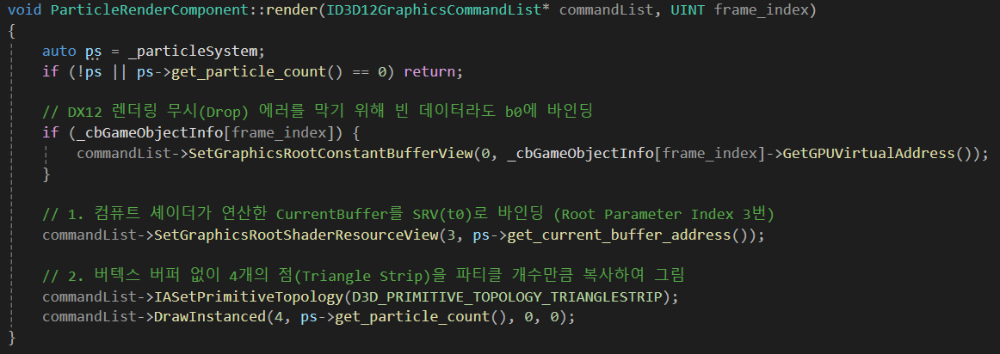 void ParticleRenderComponent::render(ID3D12GraphicsCommandList* commandList, UINT frame_index)
{
    auto ps = _particleSystem;
    if (!ps || ps->get_particle_count() == 0) return;

    // DX12 렌더링 무시(Drop) 에러를 막기 위해 빈 데이터라도 b0에 바인딩
    if (_cbGameObjectInfo[frame_index]) {
        commandList->SetGraphicsRootConstantBufferView(0, _cbGameObjectInfo[frame_index]->GetGPUVirtualAddress());
    }

    // 1. 컴퓨트 셰이더가 연산한 CurrentBuffer를 SRV(t0)로 바인딩 (Root Parameter Index 3번)
    commandList->SetGraphicsRootShaderResourceView(3, ps->get_current_buffer_address());

    // 2. 버텍스 버퍼 없이 4개의 점(Triangle Strip)을 파티클 개수만큼 복사하여 그림
    commandList->IASetPrimitiveTopology(D3D_PRIMITIVE_TOPOLOGY_TRIANGLESTRIP);
    commandList->DrawInstanced(4, ps->get_particle_count(), 0, 0);
}